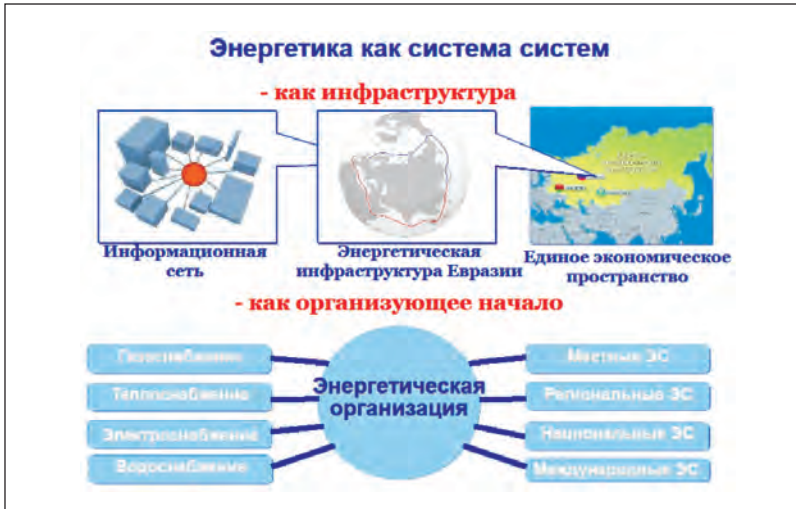 Энергетика как система систем
- как инфраструктура
Информационная
сеть
Энергетическая
инфраструктура Евразии
Единое экономическое
пространство
- как организующее начало
Газоснабжение
Теплоснабжение
Электроснабжение
Водоснабжение
Энергетическая
организация
Местные ЭС
Региональные ЭС
Национальные ЭС
Международные ЭС